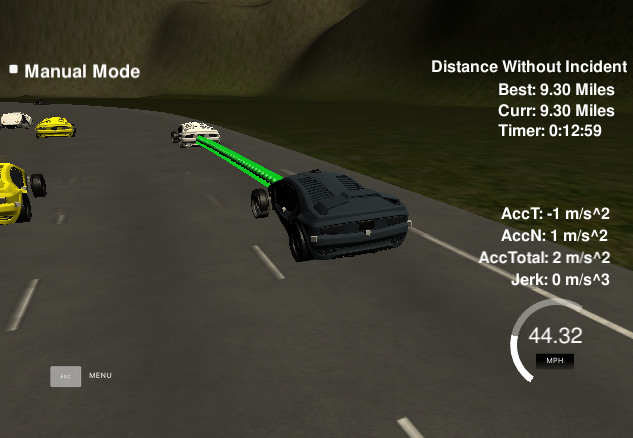 Manual Mode
Distance Without Incident
Best: 9.30 Miles
Curr: 9.30 Miles
Timer: 0:12:59
AccT: -1 m/s^2
AccN: 1 m/s^2
AccTotal: 2 m/s^2
Jerk: 0 m/s^3
44.32
MPH
ESC MENU